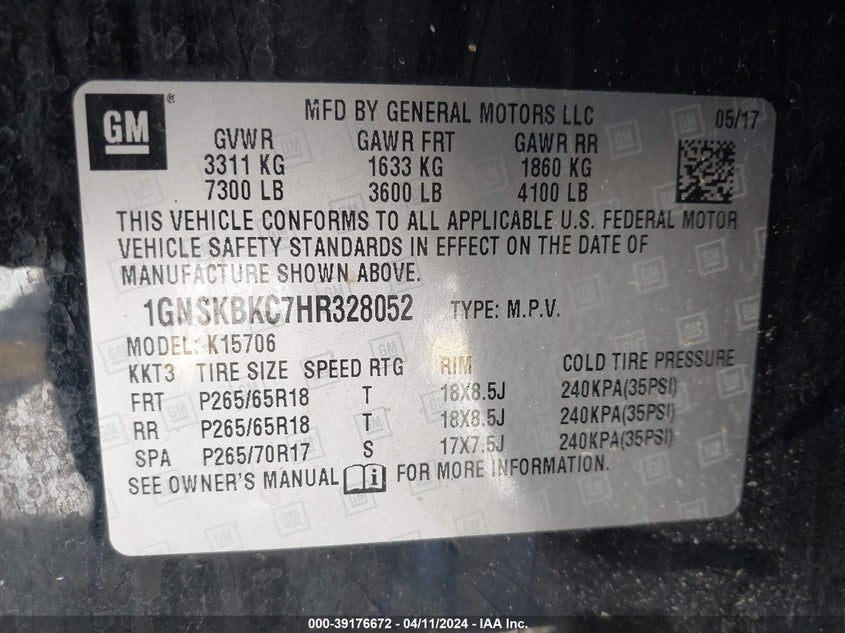 GM ® MFD BY GENERAL MOTORS LLC 05/17
GVWR GAWR FRT GAWR RR
3311 KG 1633 KG 1860 KG
7300 LB 3600 LB 4100 LB
THIS VEHICLE CONFORMS TO ALL APPLICABLE U.S. FEDERAL MOTOR
VEHICLE SAFETY STANDARDS IN EFFECT ON THE DATE OF
MANUFACTURE SHOWN ABOVE.
1GNSKBKC7HR328052 TYPE: M.P.V.
MODEL: K15706
KKT3 TIRE SIZE SPEED RTG RIM COLD TIRE PRESSURE
FRT P265/65R18 T 18X8.5J 240KPA(35PSI)
RR P265/65R18 T 18X8.5J 240KPA(35PSI)
SPA P265/70R17 S 17X7.5J 240KPA(35PSI)
SEE OWNER'S MANUAL i FOR MORE INFORMATION.
000-39176672 - 04/11/2024 - IAA Inc.